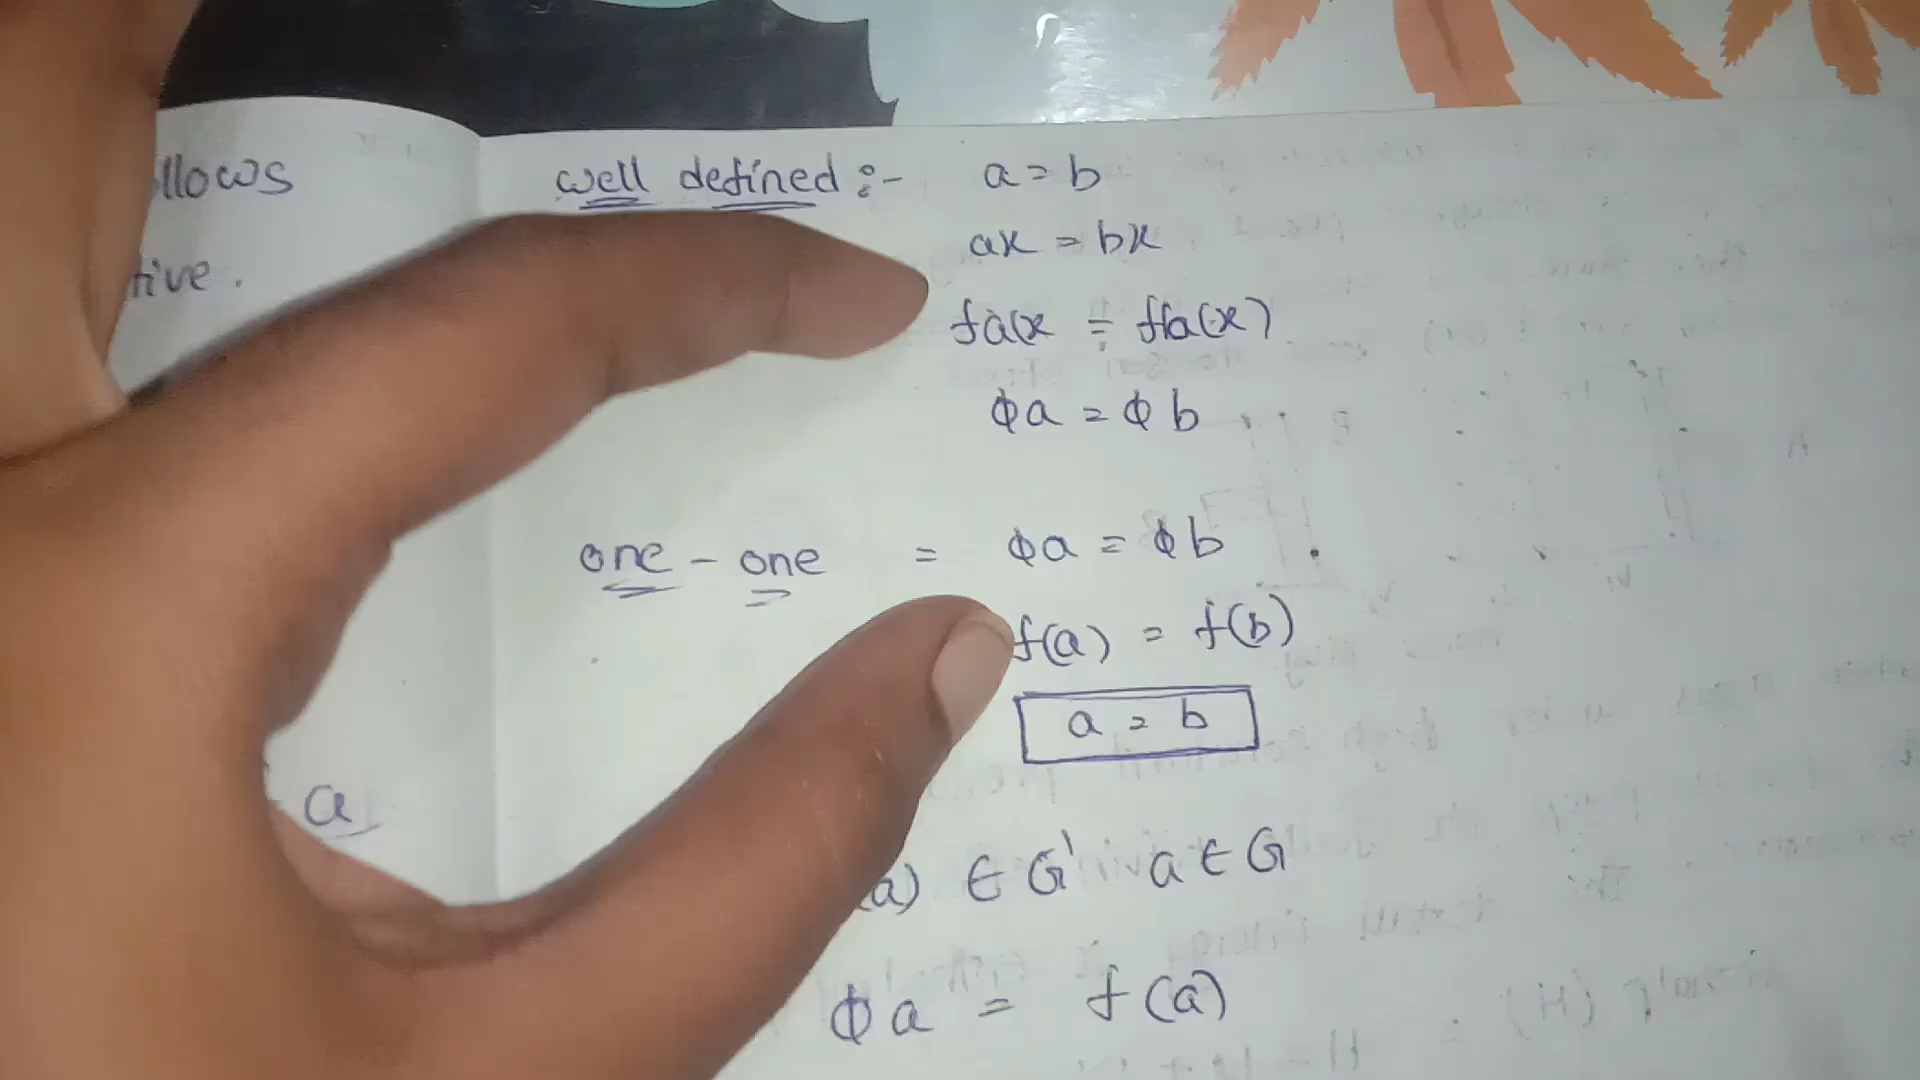 llows
tive.
well defined :- a = b
ax = bx
fa(x = fa(x)
ϕa = ϕb
one - one = ϕa = ϕb
f(a) = f(b)
a = b
a
(a) ∈ G' a ∈ G
ϕa = f(a)